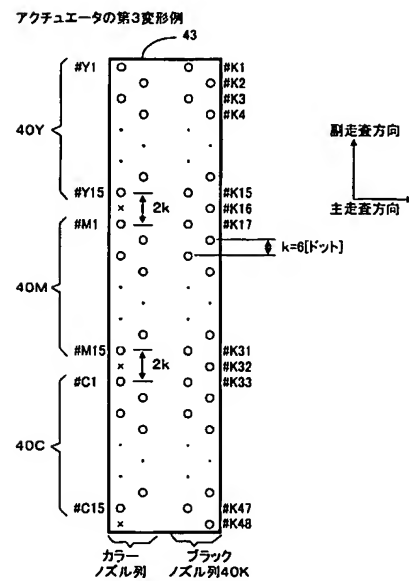 アクチュエータの第3変形例
43
#Y1
#K1
#K2
#K3
#K4
40Y
副走査方向
主走査方向
#Y15
2k
#K15
×
#K16
#M1
#K17
k=6[ドット]
40M
#M15
2k
#K31
×
#K32
#C1
#K33
40C
#C15
#K47
×
#K48
カラー
ノズル列
ブラック
ノズル列40K